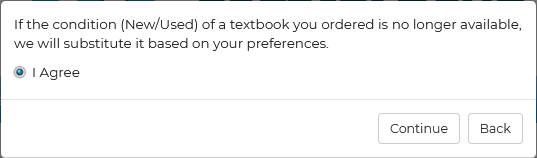 If the condition (New/Used) of a textbook you ordered is no longer available,
we will substitute it based on your preferences.
I Agree
Continue Back